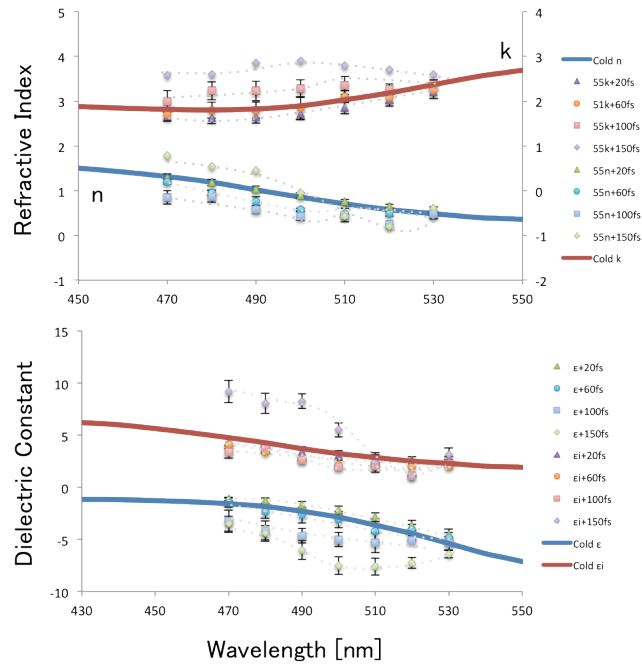 Refractive Index
5
4
3
2
1
0
-1
4
3
2
1
0
-1
-2
k
n
450 470 490 510 530 550
Cold n
55k+20fs
51k+60fs
55k+100fs
55k+150fs
55n+20fs
55n+60fs
55n+100fs
55n+150fs
Cold k
Dielectric Constant
15
10
5
0
-5
-10
430 450 470 490 510 530 550
ε+20fs
ε+60fs
ε+100fs
ε+150fs
εi+20fs
εi+60fs
εi+100fs
εi+150fs
Cold ε
Cold εi
Wavelength [nm]